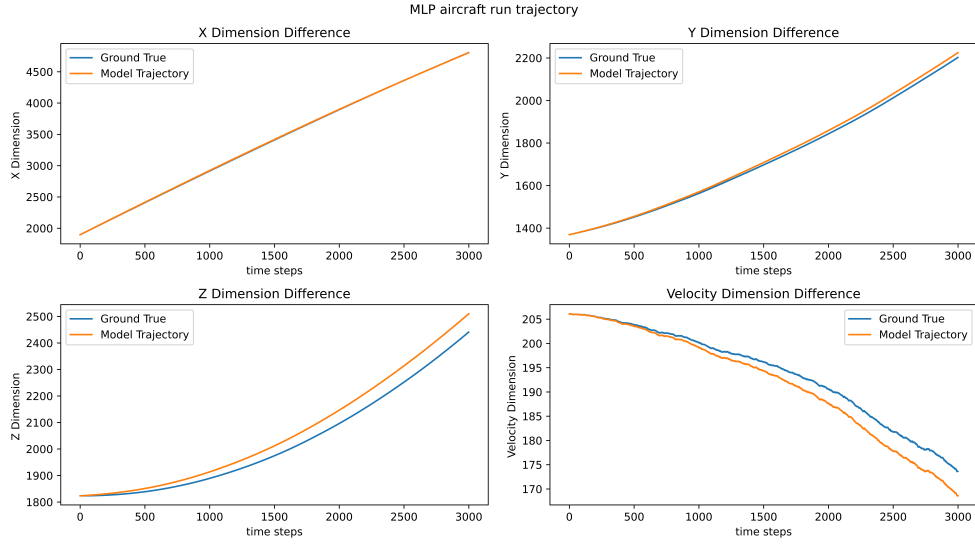 MLP aircraft run trajectory
X Dimension Difference
Ground True
Model Trajectory
X Dimension
4500
4000
3500
3000
2500
2000
0 500 1000 1500 2000 2500 3000
time steps
Y Dimension Difference
Ground True
Model Trajectory
Y Dimension
2200
2000
1800
1600
1400
0 500 1000 1500 2000 2500 3000
time steps
Z Dimension Difference
Ground True
Model Trajectory
Z Dimension
2500
2400
2300
2200
2100
2000
1900
1800
0 500 1000 1500 2000 2500 3000
time steps
Velocity Dimension Difference
Ground True
Model Trajectory
Velocity Dimension
205
200
195
190
185
180
175
170
0 500 1000 1500 2000 2500 3000
time steps